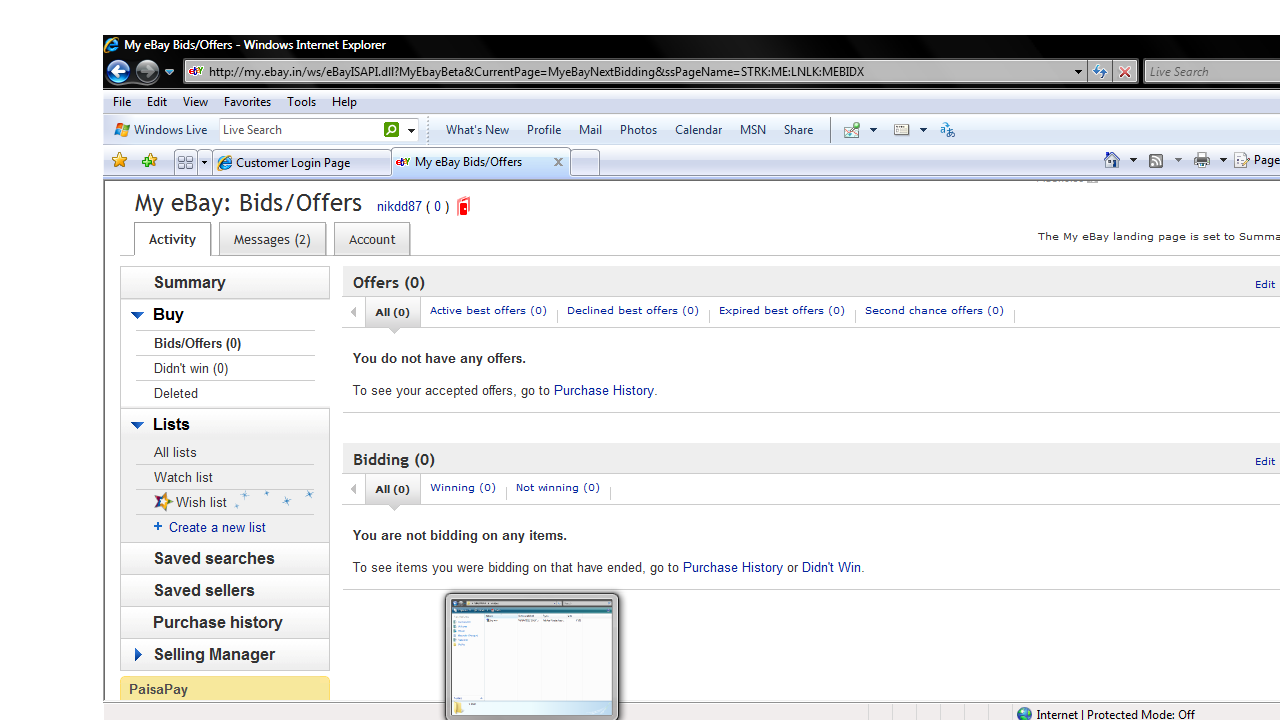 My eBay Bids/Offers - Windows Internet Explorer
http://my.ebay.in/ws/eBayISAPI.dll?MyEbayBeta&CurrentPage=MyeBayNextBidding&ssPageName=STRK:ME:LNLK:MEBIDX Live Search
File Edit View Favorites Tools Help
Windows Live Live Search What's New Profile Mail Photos Calendar MSN Share
Customer Login Page My eBay Bids/Offers Page
My eBay: Bids/Offers nikdd87 ( 0 )
Activity Messages (2) Account The My eBay landing page is set to Summa
Summary
Buy
Bids/Offers (0)
Didn't win (0)
Deleted
Lists
All lists
Watch list
Wish list
+ Create a new list
Saved searches
Saved sellers
Purchase history
Selling Manager
PaisaPay
Offers (0) Edit
All (0) Active best offers (0) Declined best offers (0) Expired best offers (0) Second chance offers (0)
You do not have any offers.
To see your accepted offers, go to Purchase History.
Bidding (0) Edit
All (0) Winning (0) Not winning (0)
You are not bidding on any items.
To see items you were bidding on that have ended, go to Purchase History or Didn't Win.
Internet | Protected Mode: Off